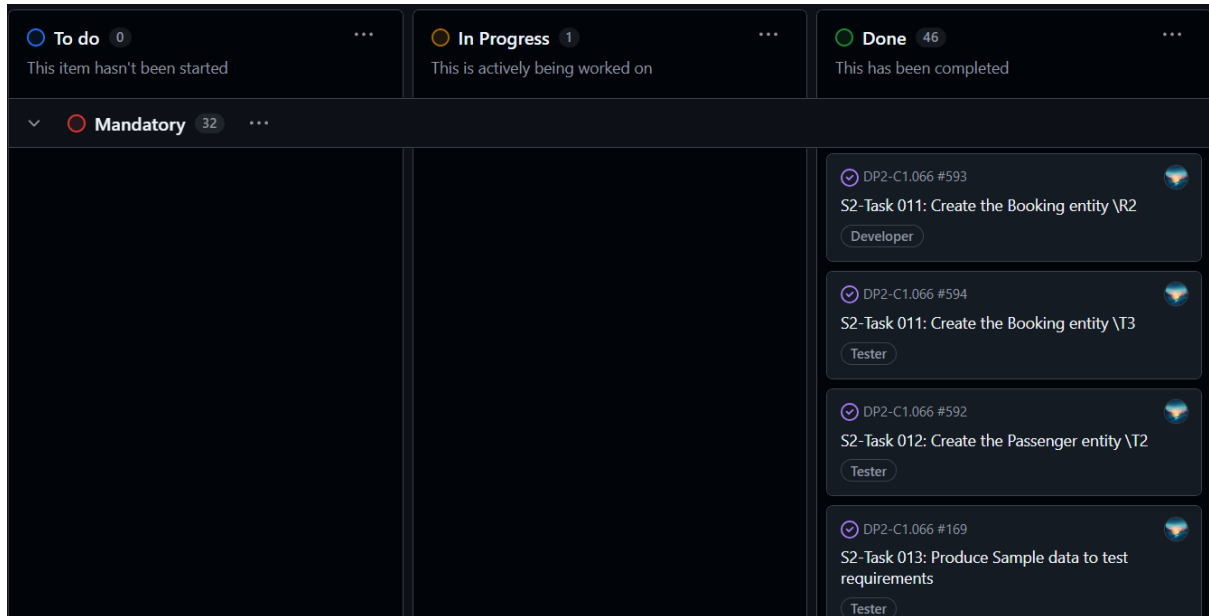 To do 0
This item hasn't been started
In Progress 1
This is actively being worked on
Done 46
This has been completed
Mandatory 32
DP2-C1.066 #593
S2-Task 011: Create the Booking entity \R2
Developer
DP2-C1.066 #594
S2-Task 011: Create the Booking entity \T3
Tester
DP2-C1.066 #592
S2-Task 012: Create the Passenger entity \T2
Tester
DP2-C1.066 #169
S2-Task 013: Produce Sample data to test
requirements
Tester